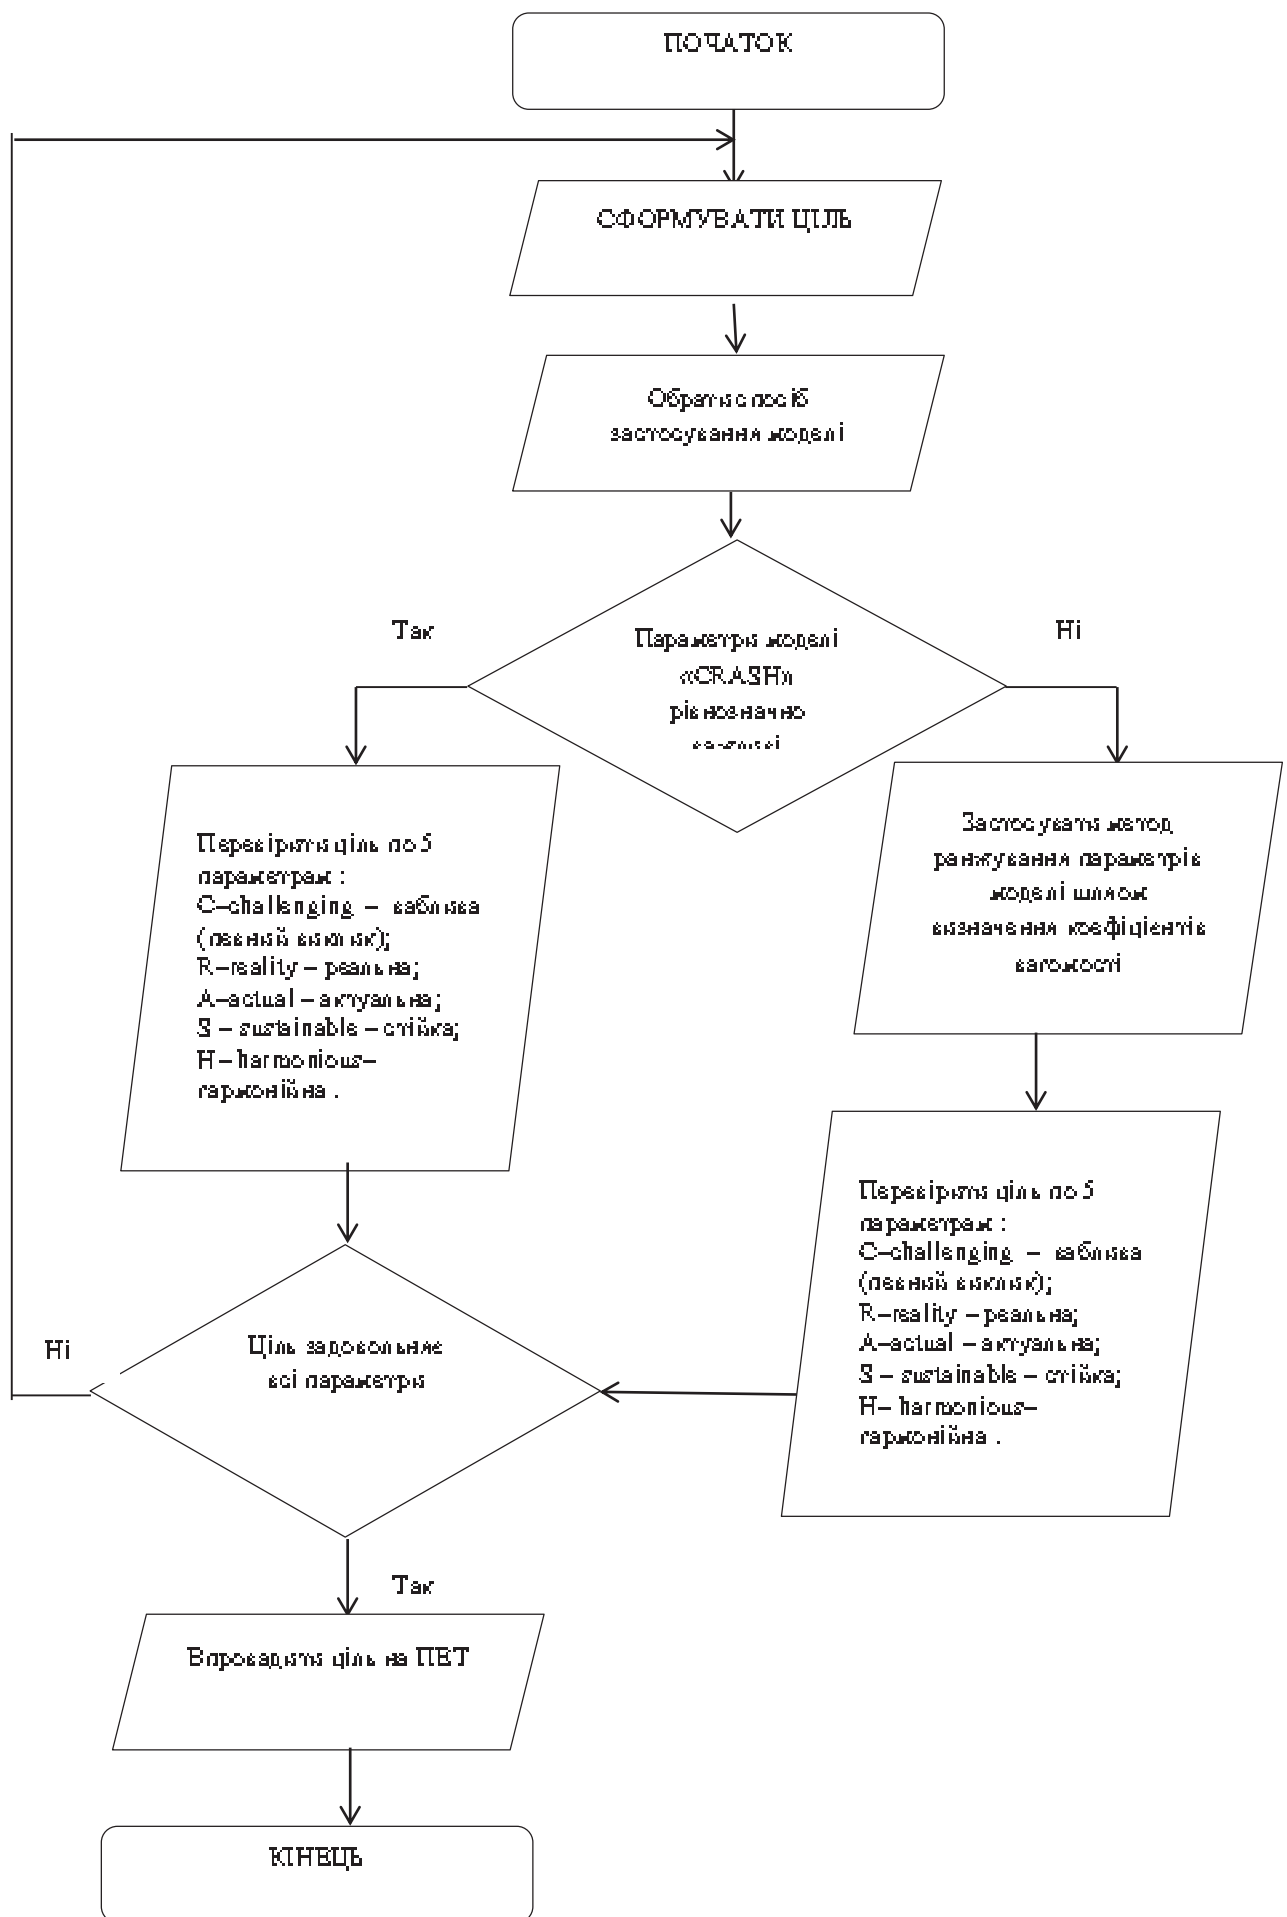 ПОЧАТОК
СФОРМУВАТИ ЦІЛЬ
Обрати спосіб
застосування моделі
Так
Ні
Параметри моделі
«CRASH»
рівнозначно
Перевірити ціль по 5
параметрам :
C–challenging – ваблива
(певний виклик);
R–reality – реальна;
A–actual – актуальна;
S – sustainable – стійка;
H – harmonious–
гармонійна .
Застосувати метод
ранжування параметрів
моделі шляхом
визначення коефіцієнтів
вагомості
Перевірити ціль по 5
параметрам :
C–challenging – ваблива
(певний виклик);
R–reality – реальна;
A–actual – актуальна;
S – sustainable – стійка;
H– harmonious–
гармонійна .
Ні
Ціль задовольняє
всі параметри
Так
Впровадити ціль на ПЕТ
КІНЕЦЬ